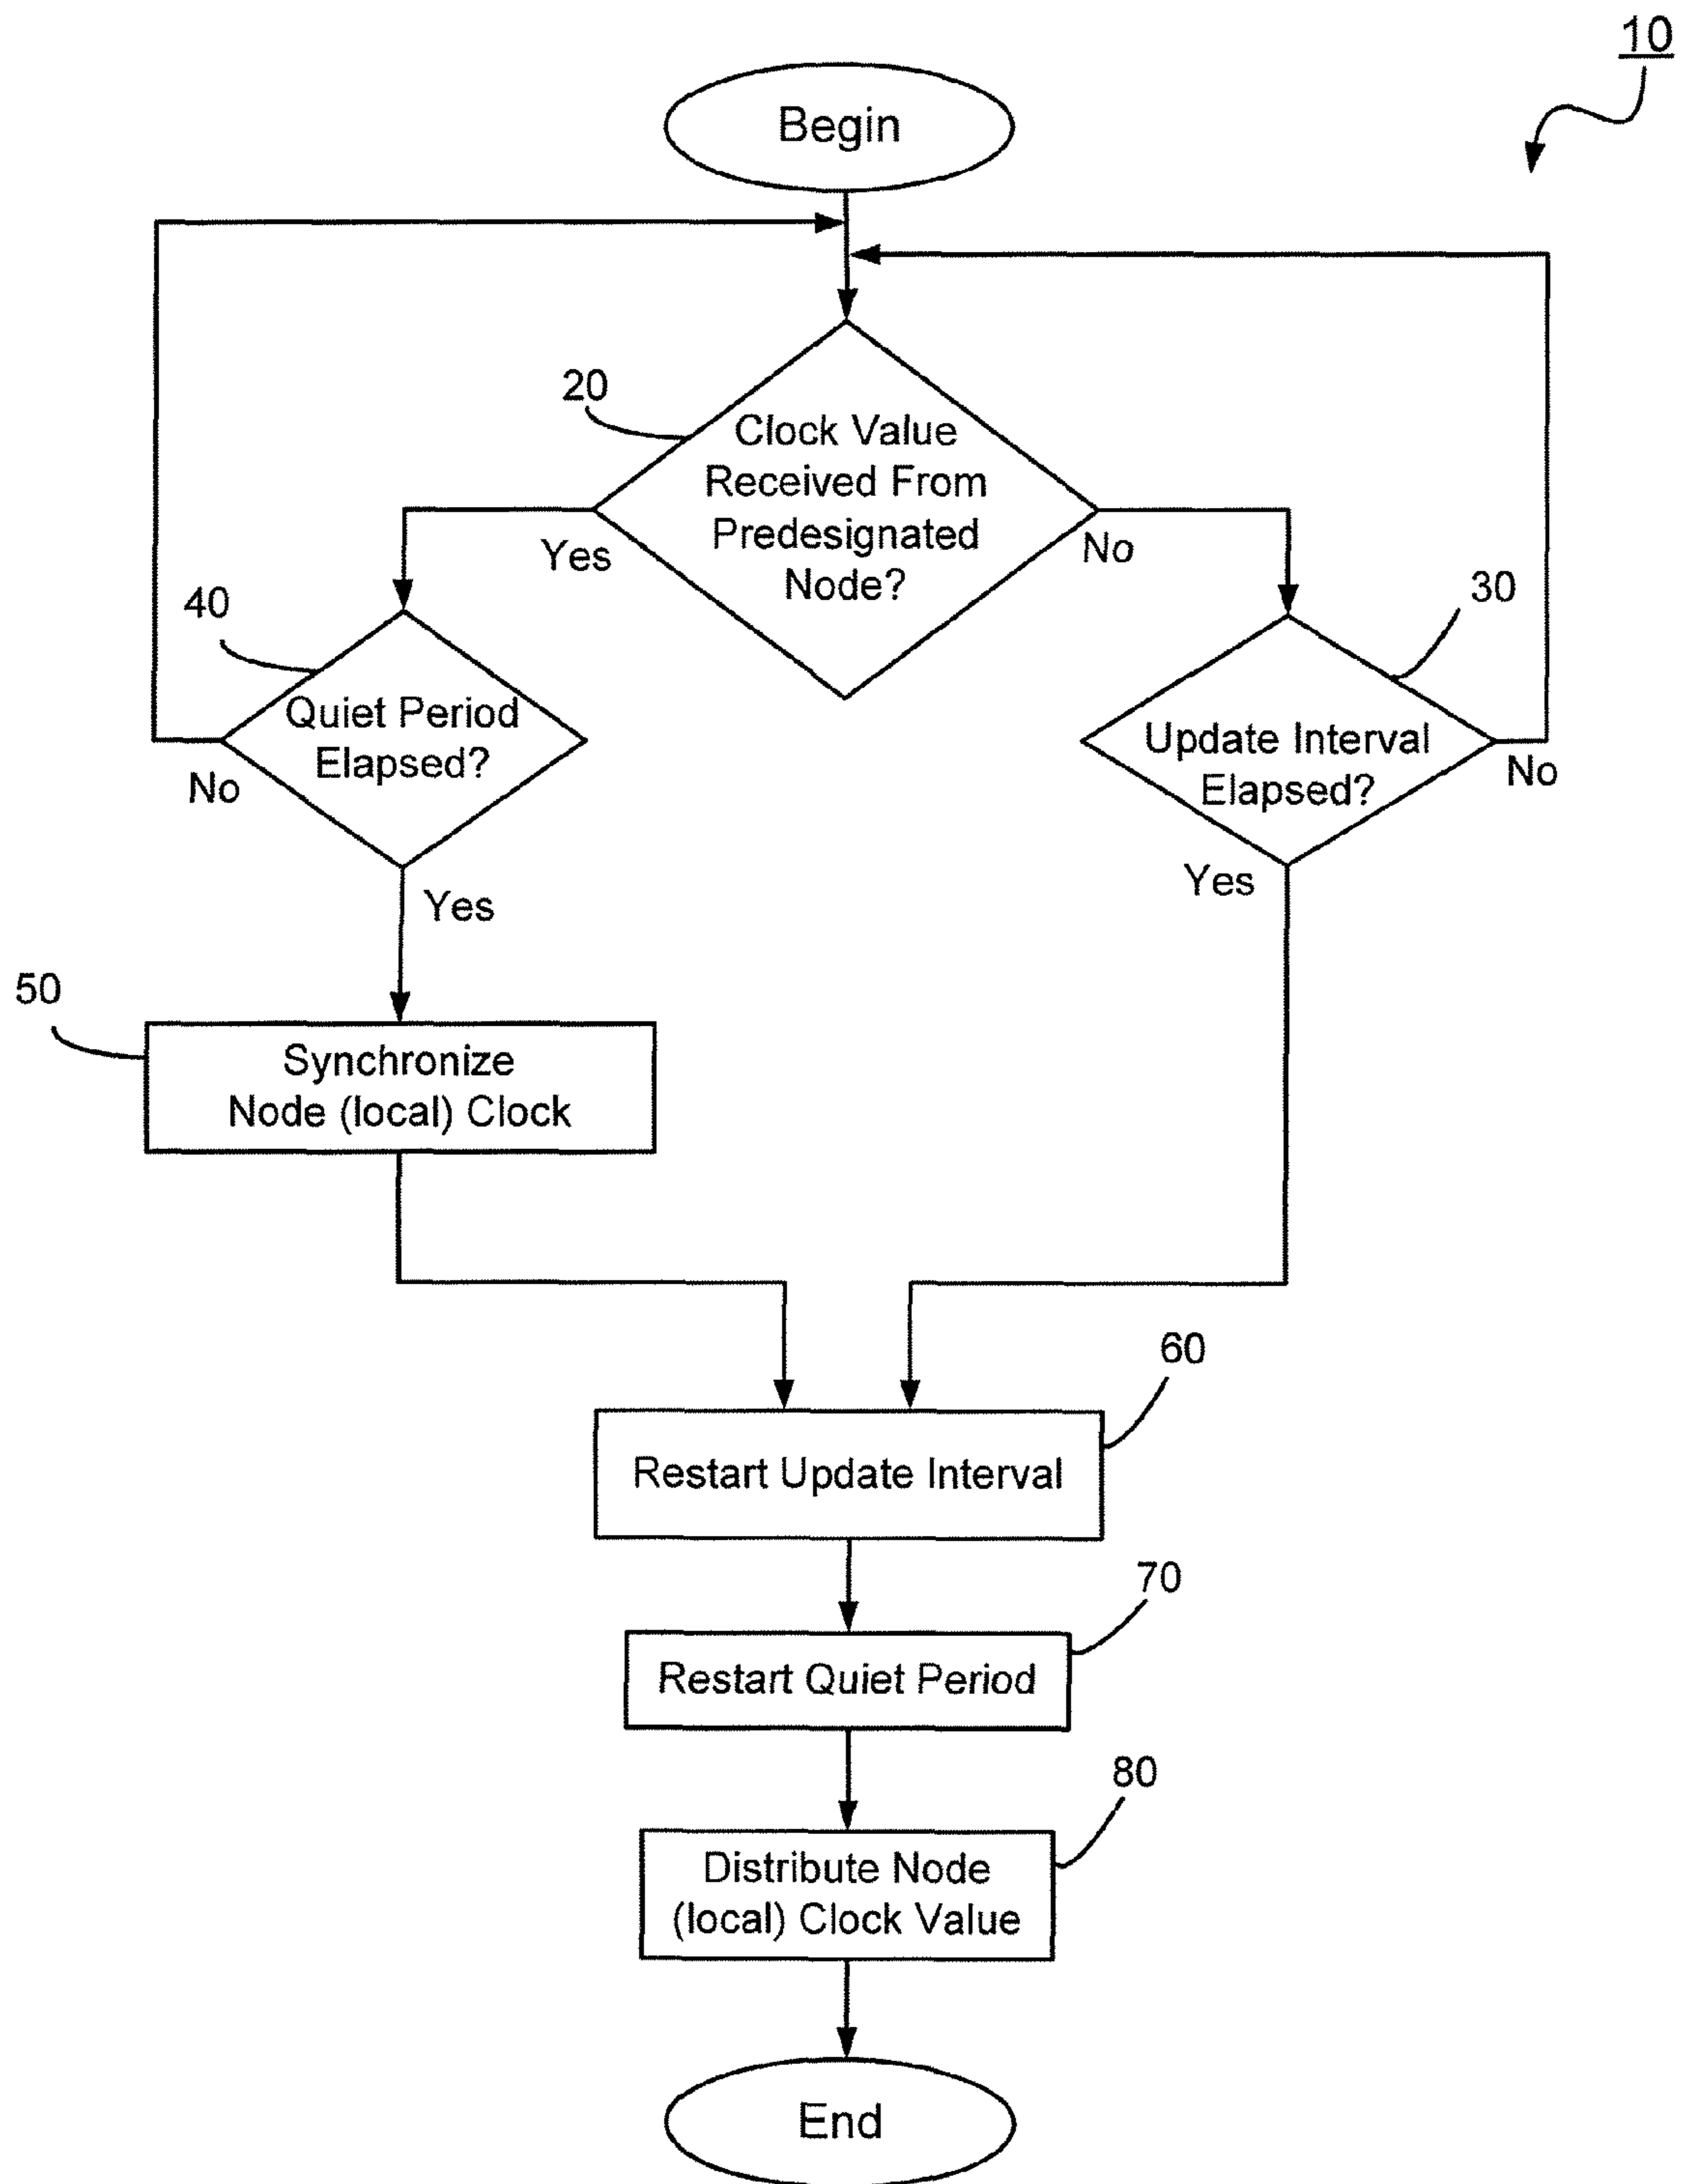 10
Begin
20
Clock Value
Received From
Predesignated
Node?
Yes
No
40
Quiet Period
Elapsed?
No
Yes
30
Update Interval
Elapsed?
No
Yes
50
Synchronize
Node (local) Clock
60
Restart Update Interval
70
Restart Quiet Period
80
Distribute Node
(local) Clock Value
End